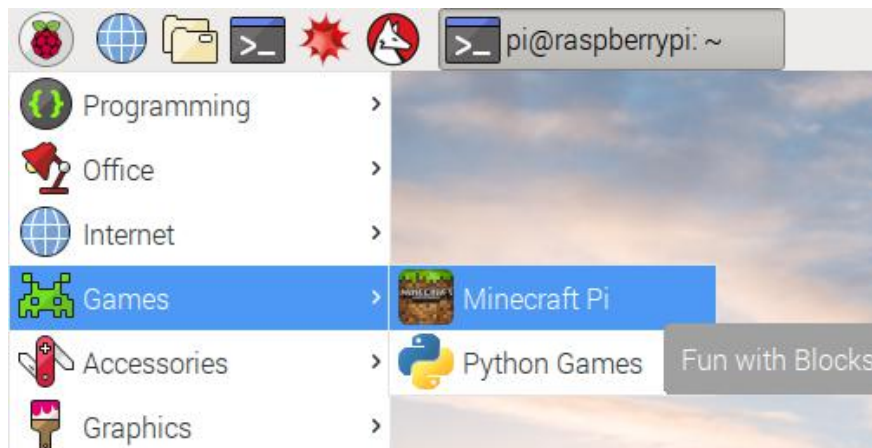 pi@raspberrypi: ~
Programming
Office
Internet
Games
Minecraft Pi
Accessories
Python Games
Fun with Blocks
Graphics